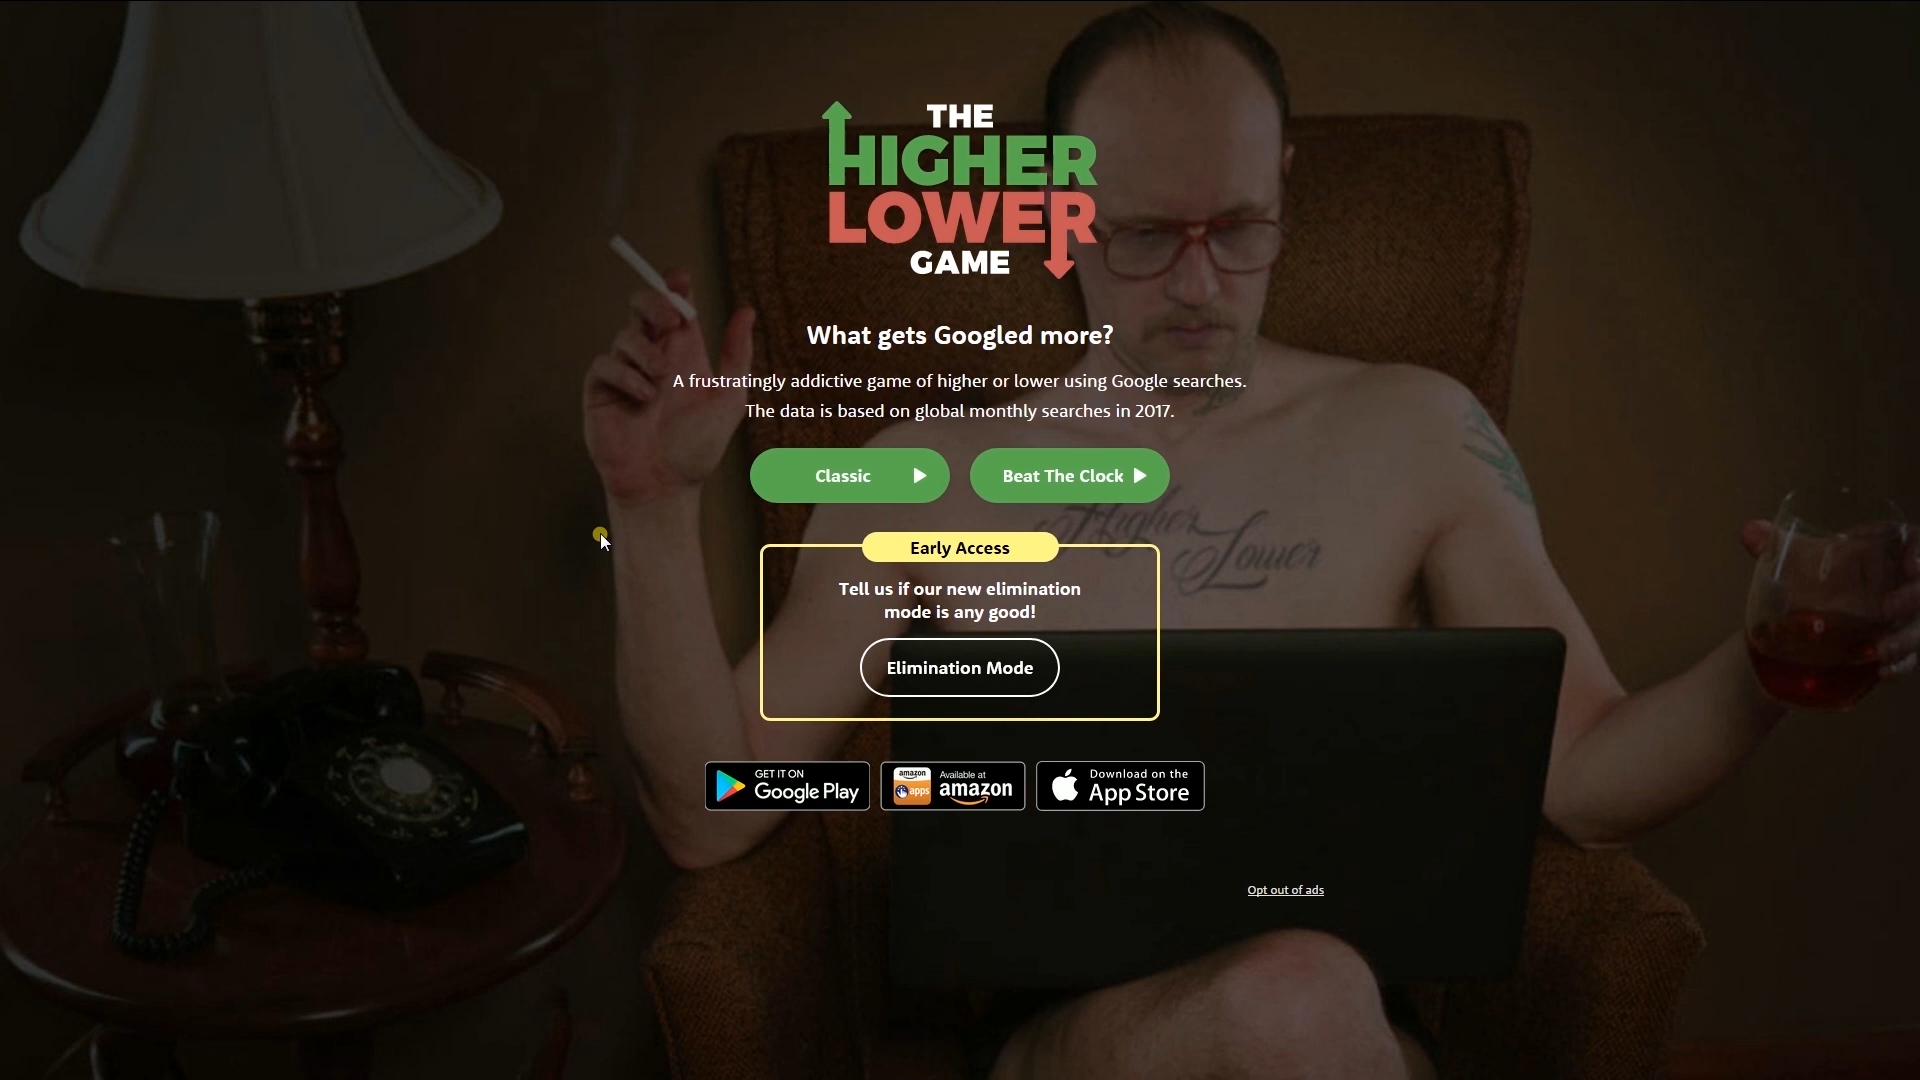 THE
HIGHER
LOWER
GAME
What gets Googled more?
A frustratingly addictive game of higher or lower using Google searches.
The data is based on global monthly searches in 2017.
Classic
Beat The Clock
Higher
Lower
Early Access
Tell us if our new elimination
mode is any good!
Elimination Mode
GET IT ON
Google Play
amazon
apps
Available at
amazon
Download on the
App Store
Opt out of ads